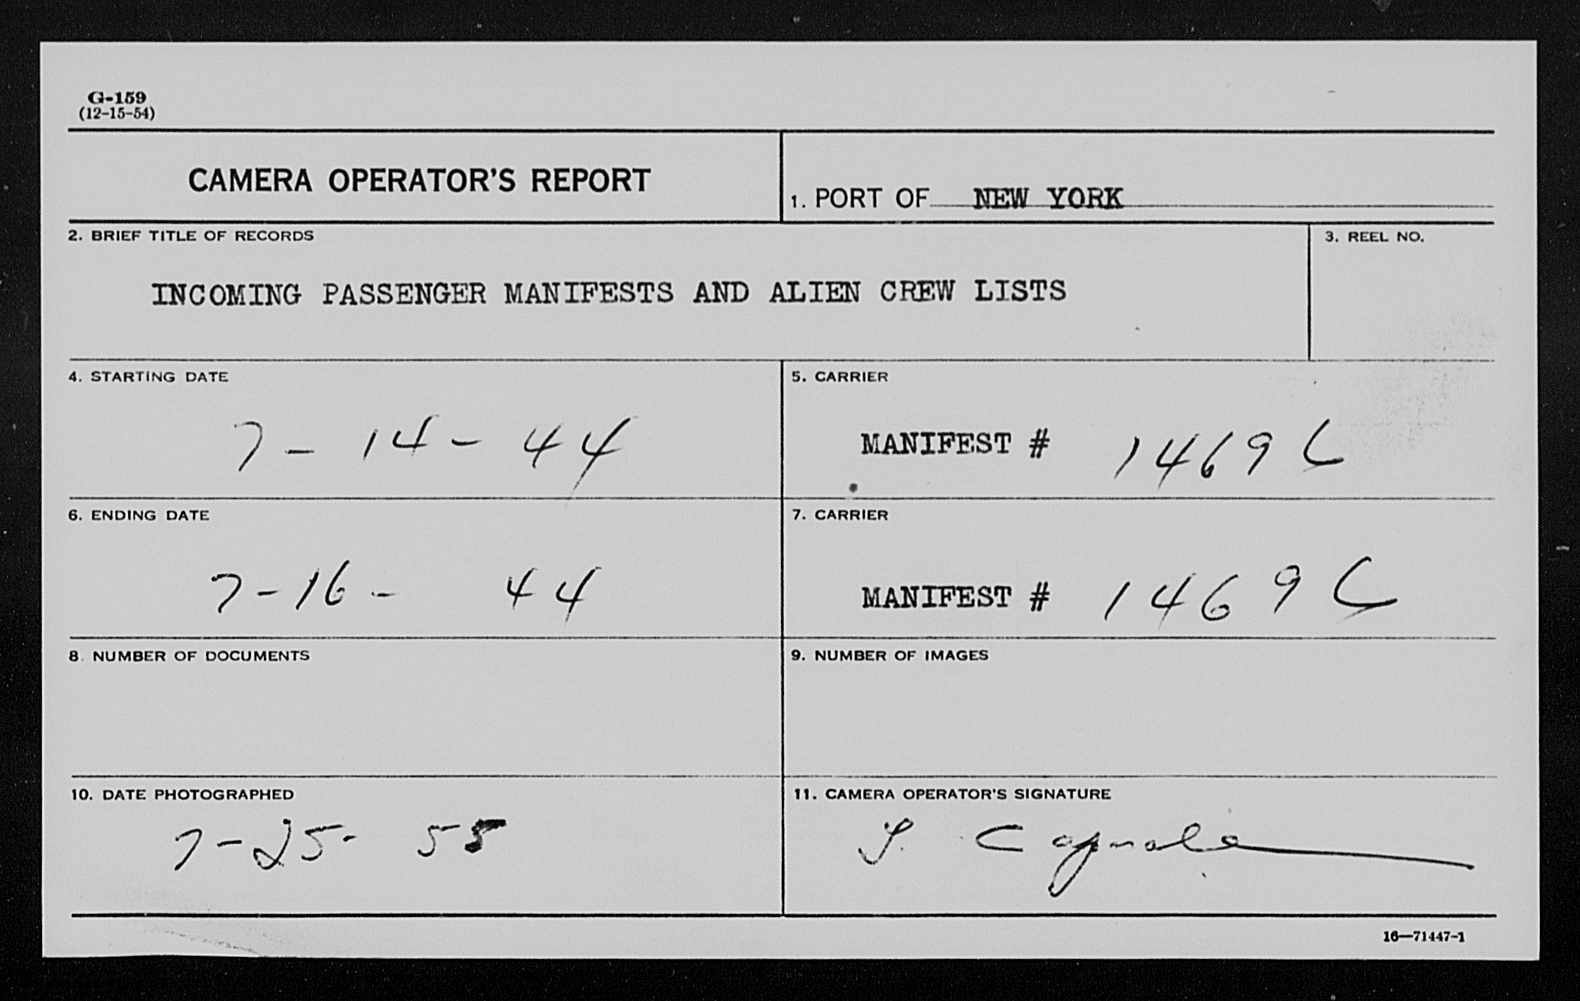 G-159
(12-15-54)
CAMERA OPERATOR'S REPORT
1. PORT OF NEW YORK
2. BRIEF TITLE OF RECORDS
3. REEL NO.
INCOMING PASSENGER MANIFESTS AND ALIEN CREW LISTS
4. STARTING DATE
5. CARRIER
7-14-44
MANIFEST # 1469
6. ENDING DATE
7. CARRIER
7-16-44
MANIFEST # 1469
8. NUMBER OF DOCUMENTS
9. NUMBER OF IMAGES
10. DATE PHOTOGRAPHED
11. CAMERA OPERATOR'S SIGNATURE
7-25-
16—71447-1